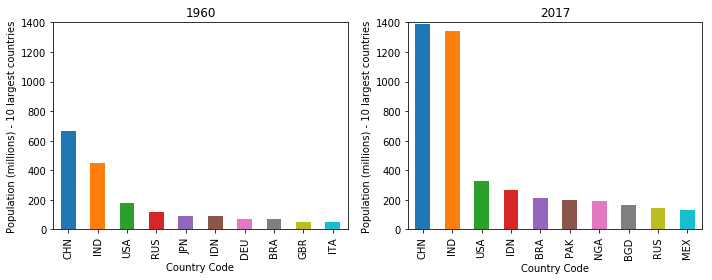 1960
Population (millions) - 10 largest countries
1400
1200
1000
800
600
400
200
0
CHN
IND
USA
RUS
JPN
IDN
DEU
BRA
GBR
ITA
Country Code
2017
Population (millions) - 10 largest countries
1400
1200
1000
800
600
400
200
0
CHN
IND
USA
IDN
BRA
PAK
NGA
BGD
RUS
MEX
Country Code